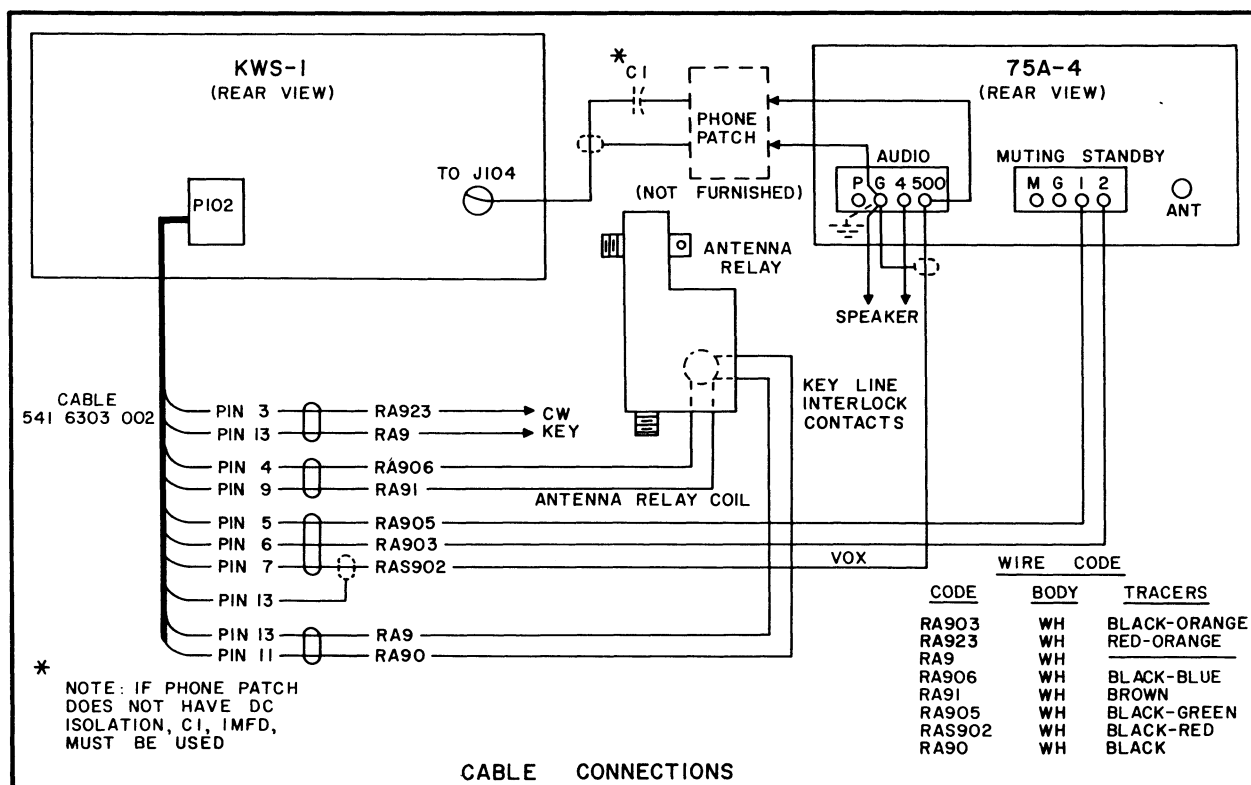 KWS-1
(REAR VIEW)
P102
TO J104
*
C1
PHONE
PATCH
(NOT FURNISHED)
75A-4
(REAR VIEW)
AUDIO
P G 4 500
MUTING STANDBY
M G 1 2
ANT
SPEAKER
ANTENNA
RELAY
KEY LINE
INTERLOCK
CONTACTS
CABLE
541 6303 002
PIN 3 RA923
PIN 13 RA9
CW
KEY
PIN 4 RA906
PIN 9 RA91
ANTENNA RELAY COIL
PIN 5 RA905
PIN 6 RA903
PIN 7 RAS902
VOX
PIN 13
PIN 13 RA9
PIN 11 RA90
*
NOTE: IF PHONE PATCH
DOES NOT HAVE DC
ISOLATION, C1, 1MFD,
MUST BE USED
WIRE CODE
CODE BODY TRACERS
RA903 WH BLACK-ORANGE
RA923 WH RED-ORANGE
RA9 WH
RA906 WH BLACK-BLUE
RA91 WH BROWN
RA905 WH BLACK-GREEN
RAS902 WH BLACK-RED
RA90 WH BLACK
CABLE CONNECTIONS